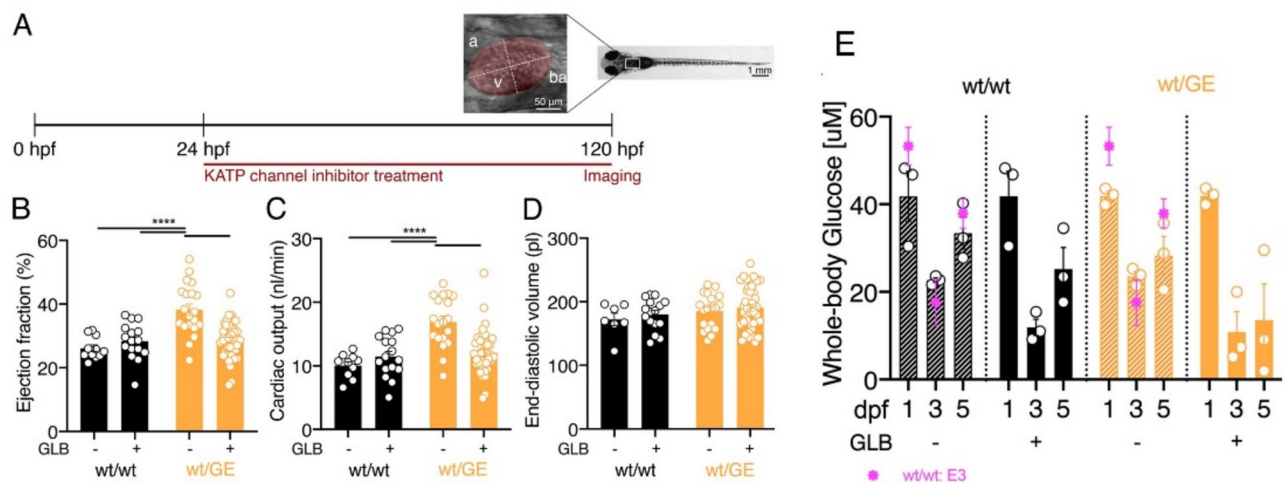 A
a
v
ba
50 µm
1 mm
0 hpf
24 hpf
120 hpf
KATP channel inhibitor treatment
Imaging
B
Ejection fraction (%)
60
40
20
0
****
GLB - + - +
wt/wt wt/GE
C
Cardiac output (nl/min)
30
20
10
0
****
GLB - + - +
wt/wt wt/GE
D
End-diastolic volume (pl)
300
200
100
0
GLB - + - +
wt/wt wt/GE
E
wt/wt wt/GE
Whole-body Glucose [uM]
60
40
20
0
dpf 1 3 5 1 3 5 1 3 5 1 3 5
GLB - + - +
wt/wt: E3